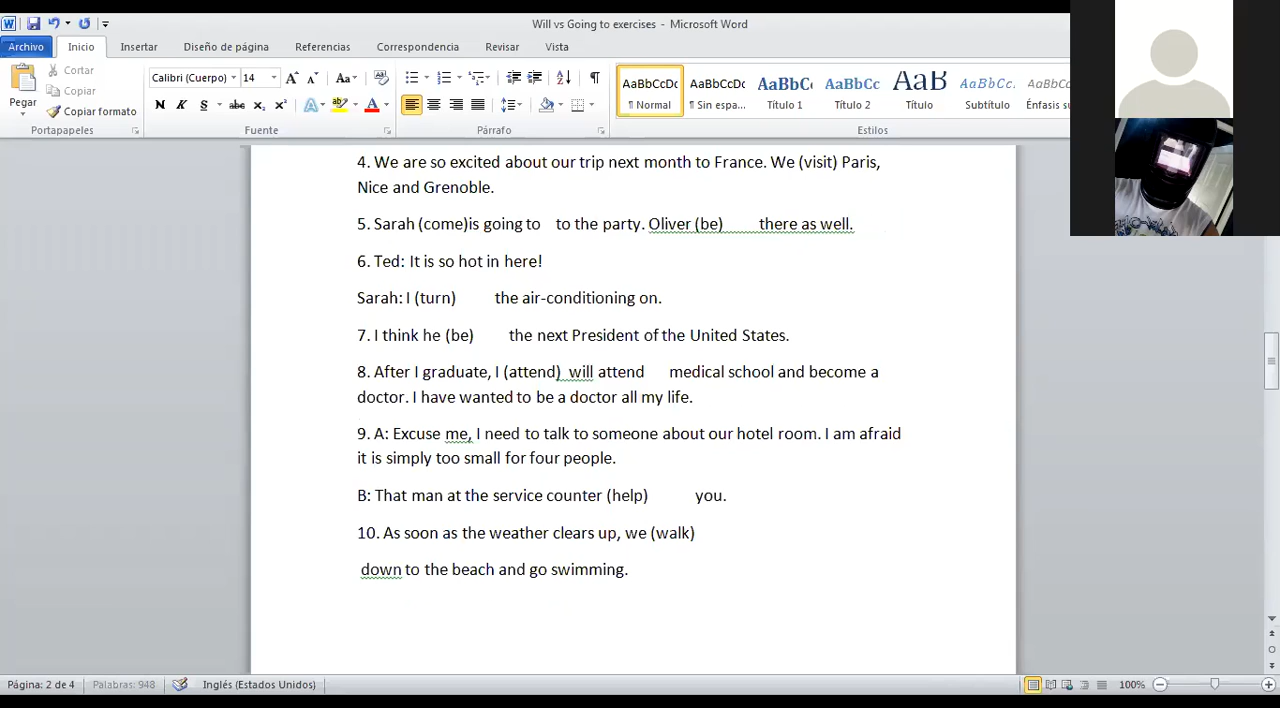 Will vs Going to exercises - Microsoft Word
Archivo Inicio Insertar Diseño de página Referencias Correspondencia Revisar Vista
Pegar
Cortar
Copiar
Copiar formato
Portapapeles
Calibri (Cuerpo) 14
N K S abc x₂ x²
Fuente
Párrafo
AaBbCcDc AaBbCcDc AaBbC AaBbCc AaB AaBbCc. AaBbCc
¶ Normal ¶ Sin espa... Título 1 Título 2 Título Subtítulo Énfasis su
Estilos
4. We are so excited about our trip next month to France. We (visit) Paris,
Nice and Grenoble.
5. Sarah (come)is going to to the party. Oliver (be) there as well.
6. Ted: It is so hot in here!
Sarah: I (turn) the air-conditioning on.
7. I think he (be) the next President of the United States.
8. After I graduate, I (attend) will attend medical school and become a
doctor. I have wanted to be a doctor all my life.
9. A: Excuse me, I need to talk to someone about our hotel room. I am afraid
it is simply too small for four people.
B: That man at the service counter (help) you.
10. As soon as the weather clears up, we (walk)
down to the beach and go swimming.
Página: 2 de 4 Palabras: 948 Inglés (Estados Unidos) 100%